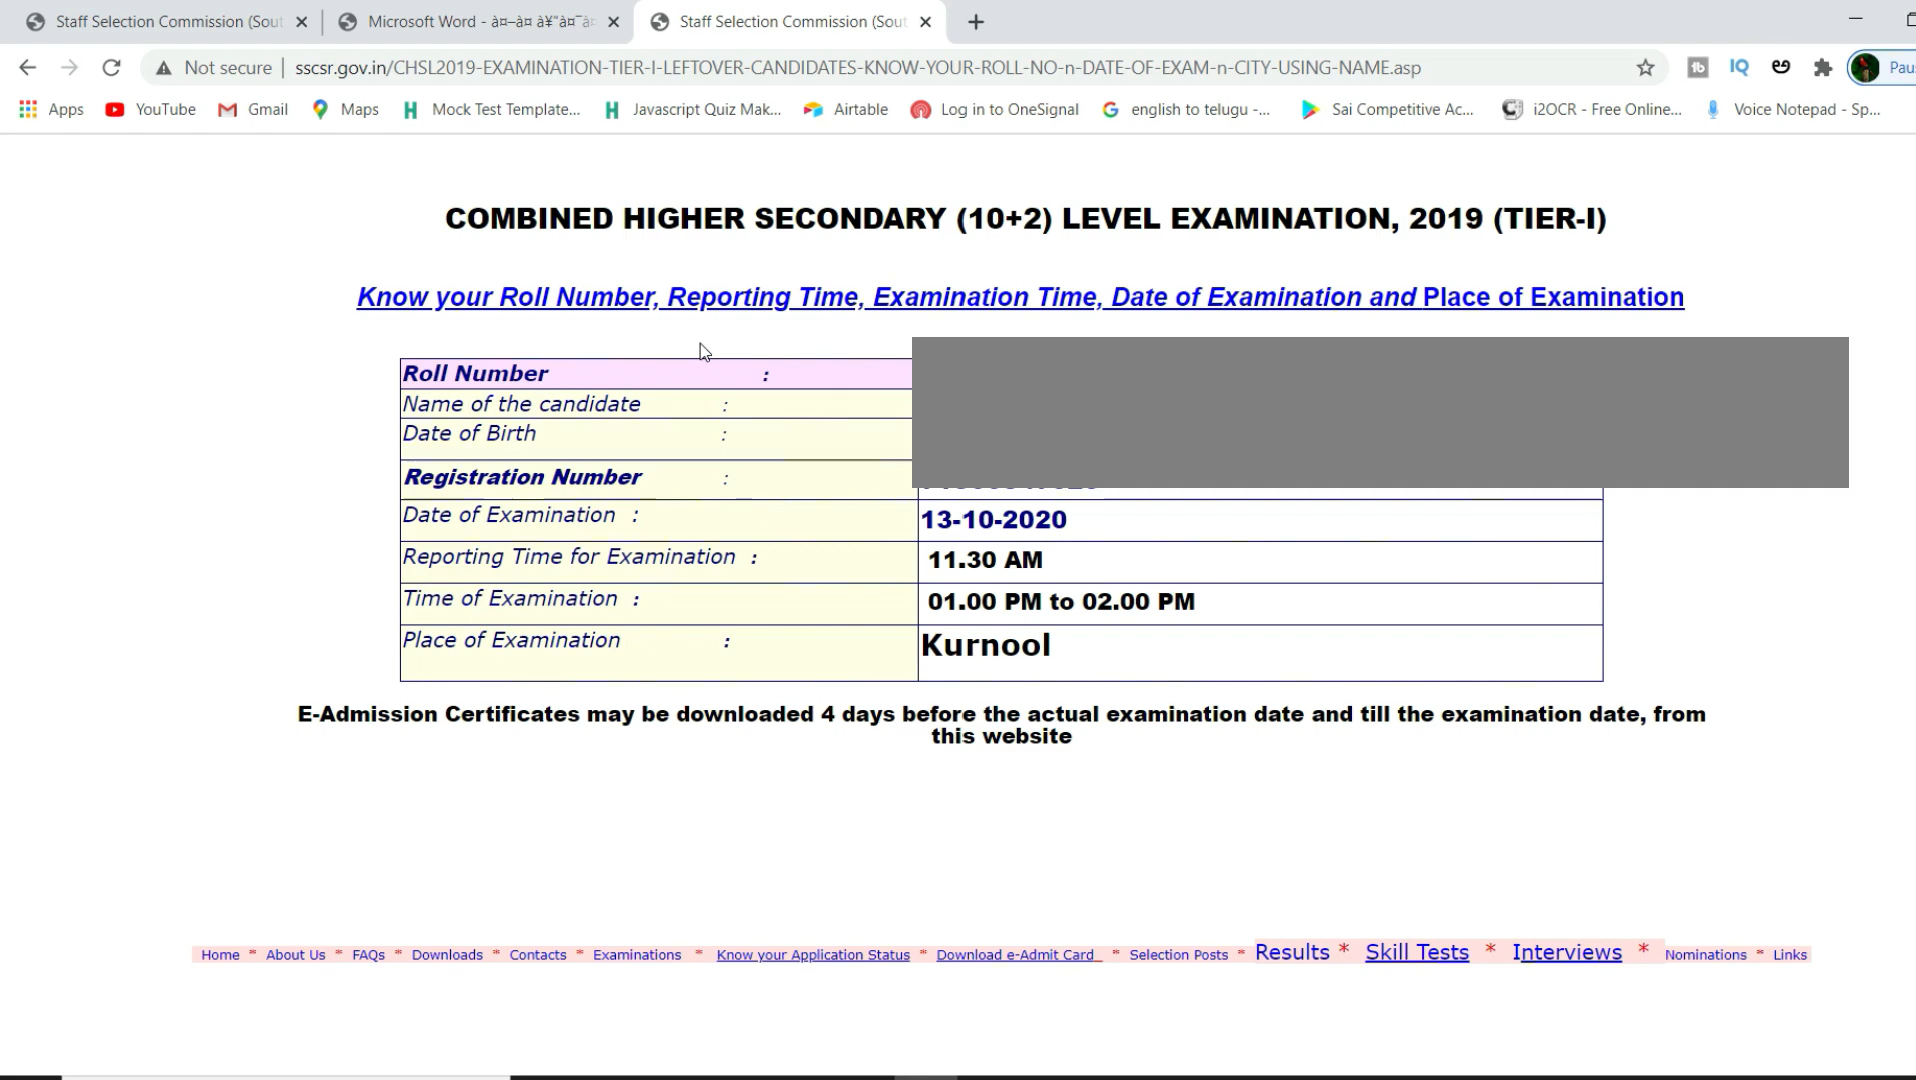 Staff Selection Commission (Sout
Microsoft Word - à¤–à¤ à¥¨à¤¯à¤
Staff Selection Commission (Sout
Not secure | sscsr.gov.in/CHSL2019-EXAMINATION-TIER-I-LEFTOVER-CANDIDATES-KNOW-YOUR-ROLL-NO-n-DATE-OF-EXAM-n-CITY-USING-NAME.asp
tb IQ Pau
Apps YouTube Gmail Maps H Mock Test Template... H Javascript Quiz Mak... Airtable Log in to OneSignal G english to telugu -... Sai Competitive Ac... i2OCR - Free Online... Voice Notepad - Sp...
COMBINED HIGHER SECONDARY (10+2) LEVEL EXAMINATION, 2019 (TIER-I)
Know your Roll Number, Reporting Time, Examination Time, Date of Examination and Place of Examination
Roll Number :
Name of the candidate :
Date of Birth :
Registration Number :
Date of Examination : 13-10-2020
Reporting Time for Examination : 11.30 AM
Time of Examination : 01.00 PM to 02.00 PM
Place of Examination : Kurnool
E-Admission Certificates may be downloaded 4 days before the actual examination date and till the examination date, from
this website
Home * About Us * FAQs * Downloads * Contacts * Examinations * Know your Application Status * Download e-Admit Card * Selection Posts * Results * Skill Tests * Interviews * Nominations * Links